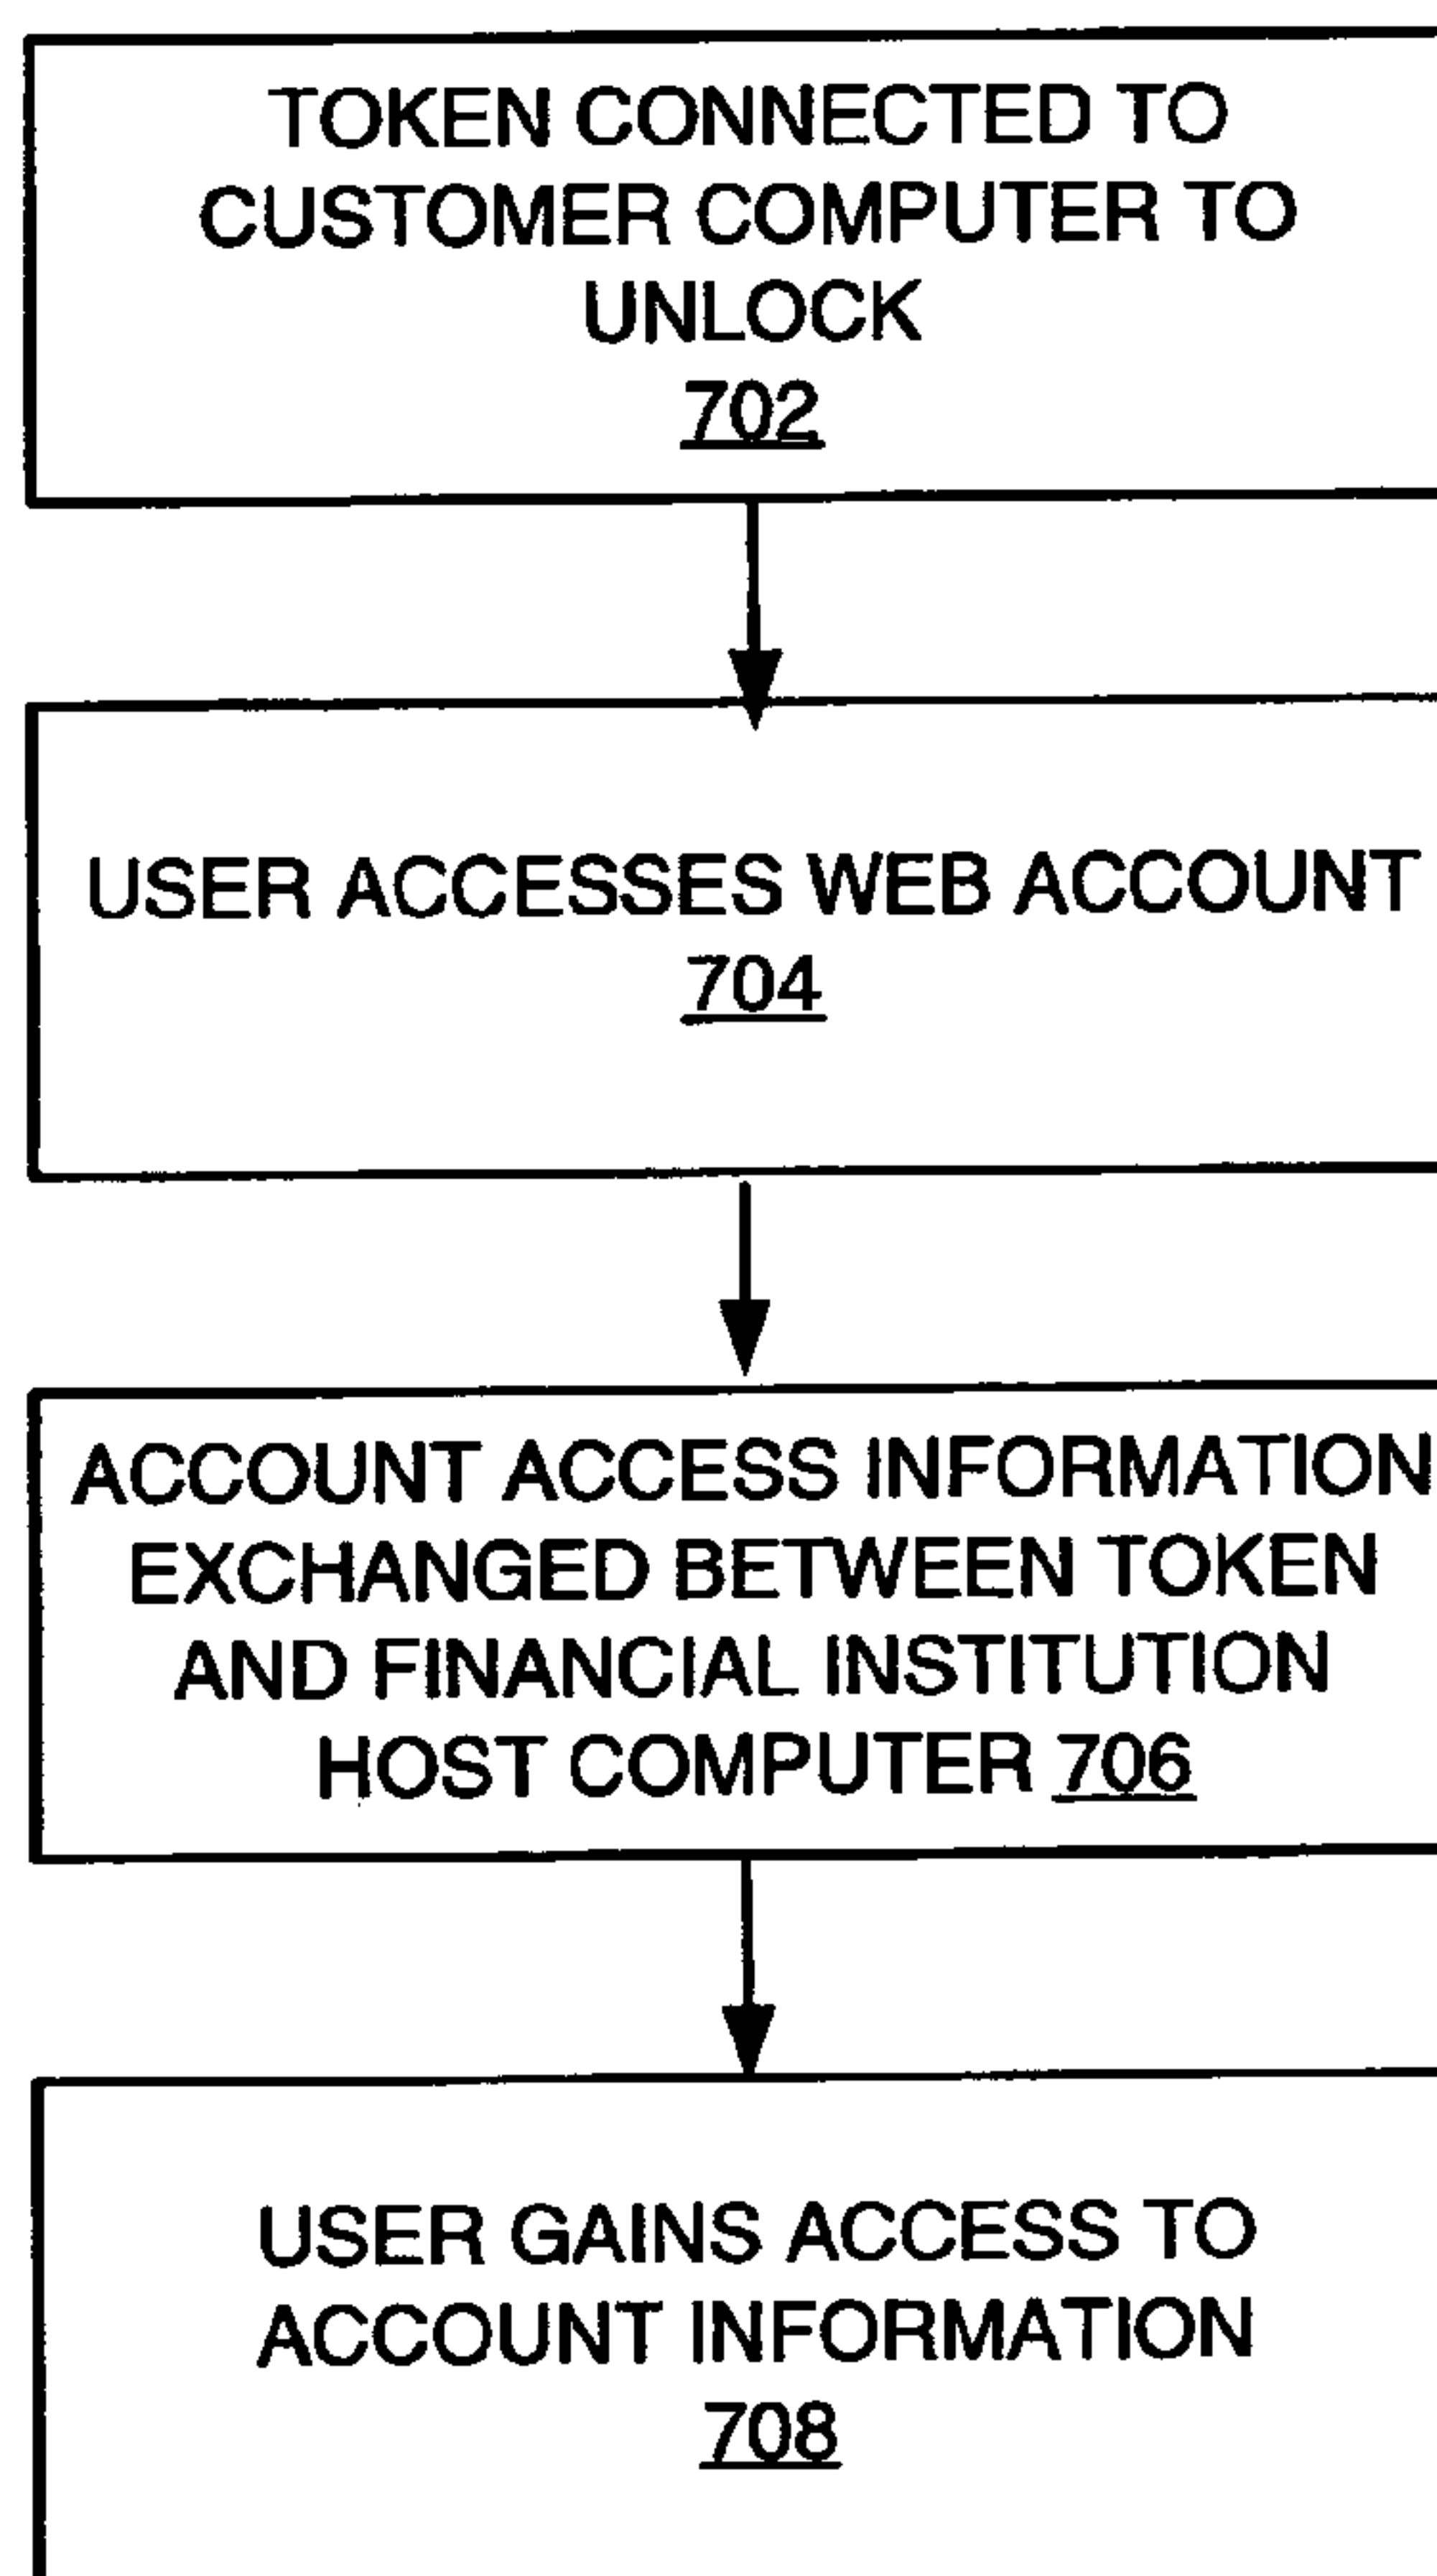 TOKEN CONNECTED TO
CUSTOMER COMPUTER TO
UNLOCK
702
USER ACCESSES WEB ACCOUNT
704
ACCOUNT ACCESS INFORMATION
EXCHANGED BETWEEN TOKEN
AND FINANCIAL INSTITUTION
HOST COMPUTER 706
USER GAINS ACCESS TO
ACCOUNT INFORMATION
708